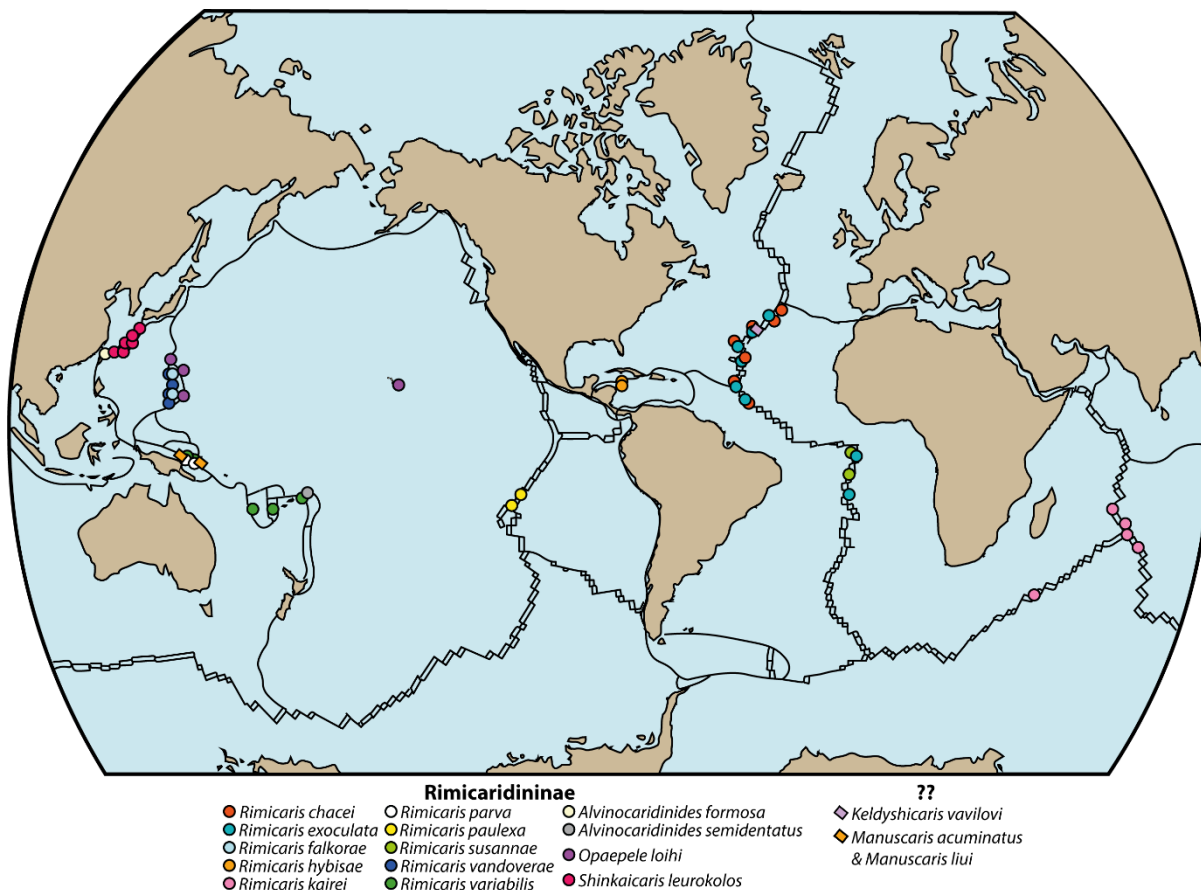 Rimicaridininae
Rimicaris chacei
Rimicaris exoculata
Rimicaris falkorae
Rimicaris hybisae
Rimicaris kairei
Rimicaris parva
Rimicaris paulexa
Rimicaris susannae
Rimicaris vandoverae
Rimicaris variabilis
Alvinocaridinides formosa
Alvinocaridinides semidentatus
Opaepele loihi
Shinkaicaris leurokolos
??
Keldyshicaris vavilovi
Manuscaris acuminatus
& Manuscaris liui